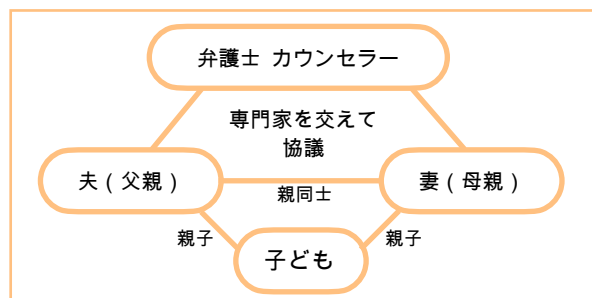 弁護士 カウンセラー
専門家を交えて
協議
夫(父親)
妻(母親)
親同士
親子
親子
子ども